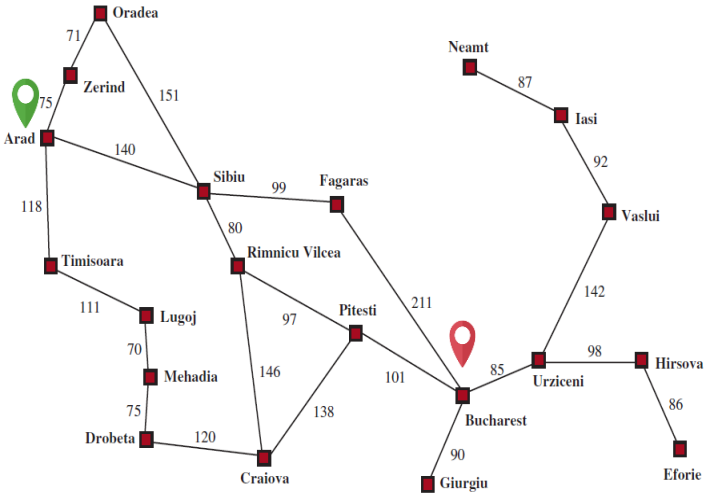 Oradea
71
Neamt
Zerind
87
151
75
Iasi
Arad
140
92
Sibiu
Fagaras
99
118
Vaslui
80
Timisoara
Rimnicu Vilcea
142
111
211
Lugoj
97
Pitesti
70
98
146
85
Hirsova
Mehadia
101
Urziceni
138
86
75
Bucharest
Drobeta
120
90
Craiova
Giurgiu
Eforie